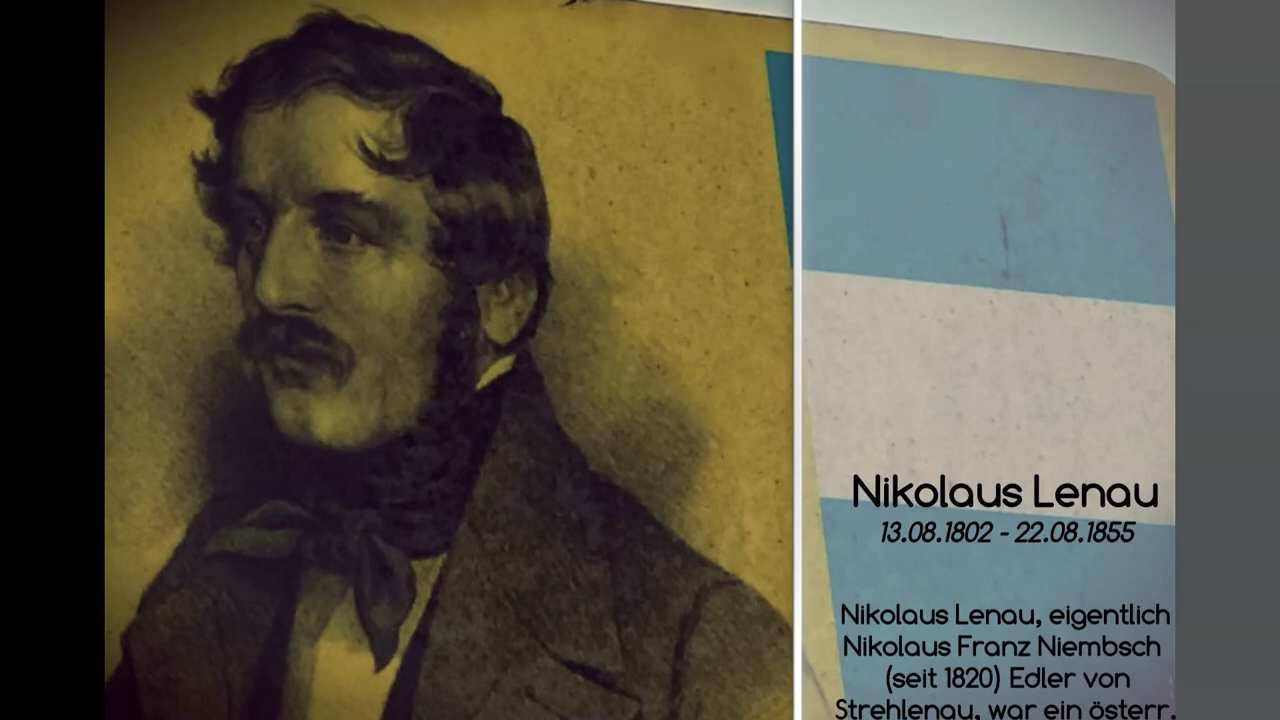 Nikolaus Lenau
13.08.1802 - 22.08.1855
Nikolaus Lenau, eigentlich
Nikolaus Franz Niembsch
(seit 1820) Edler von
Strehlenau, war ein österr.